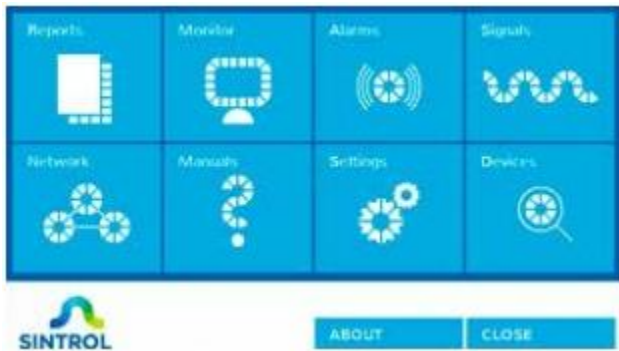 Reports Monitor Alarms Signals
Network Manuals Settings Devices
SINTROL ABOUT CLOSE